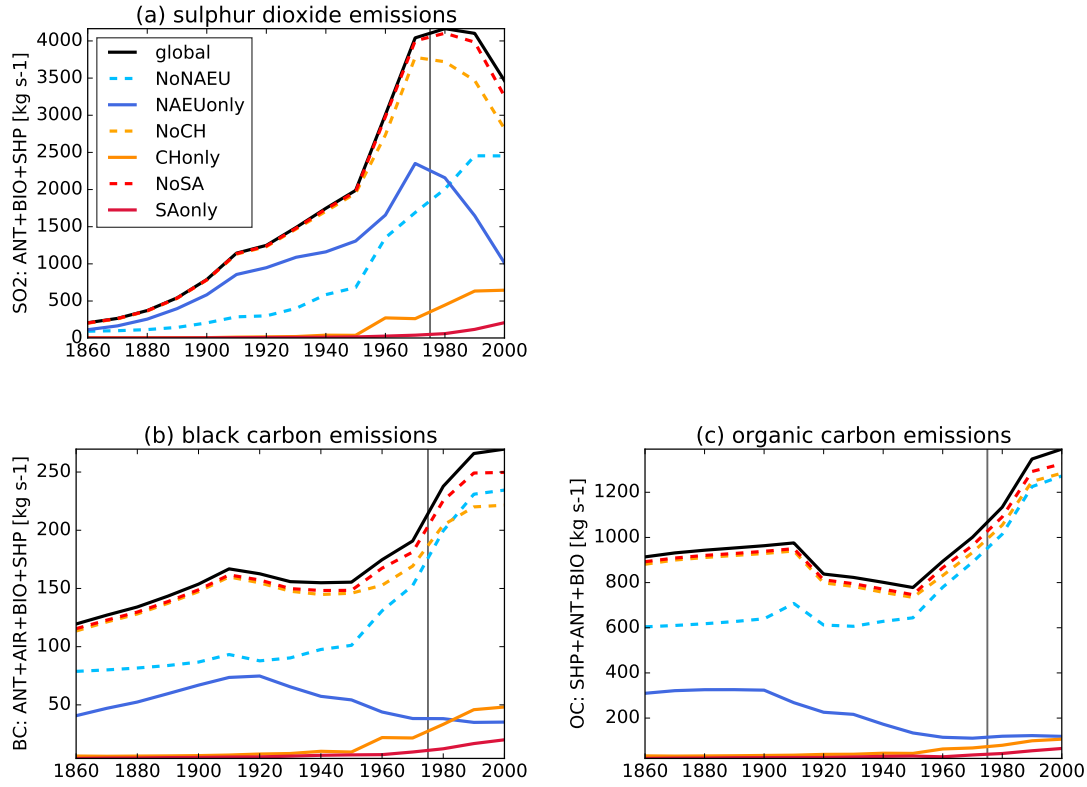 (a) sulphur dioxide emissions
SO2: ANT+BIO+SHP [kg s-1]
4000
3500
3000
2500
2000
1500
1000
500
0
global
NoNAEU
NAEUonly
NoCH
CHonly
NoSA
SAonly
1860 1880 1900 1920 1940 1960 1980 2000
(b) black carbon emissions
BC: ANT+AIR+BIO+SHP [kg s-1]
250
200
150
100
50
1860 1880 1900 1920 1940 1960 1980 2000
(c) organic carbon emissions
OC: SHP+ANT+BIO [kg s-1]
1200
1000
800
600
400
200
1860 1880 1900 1920 1940 1960 1980 2000